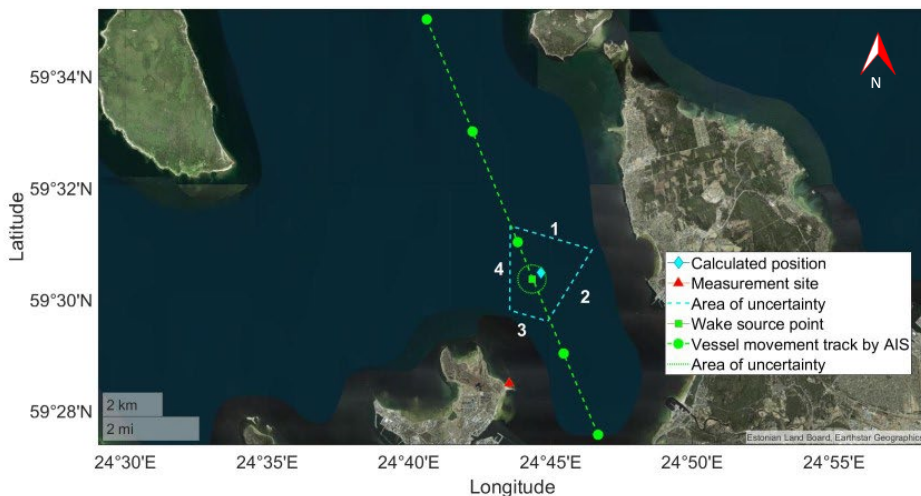 59°34'N
59°32'N
59°30'N
59°28'N
Latitude
N
1
4
2
3
Calculated position
Measurement site
Area of uncertainty
Wake source point
Vessel movement track by AIS
Area of uncertainty
2 km
2 mi
Estonian Land Board, Earthstar Geographics
24°30'E 24°35'E 24°40'E 24°45'E 24°50'E 24°55'E
Longitude